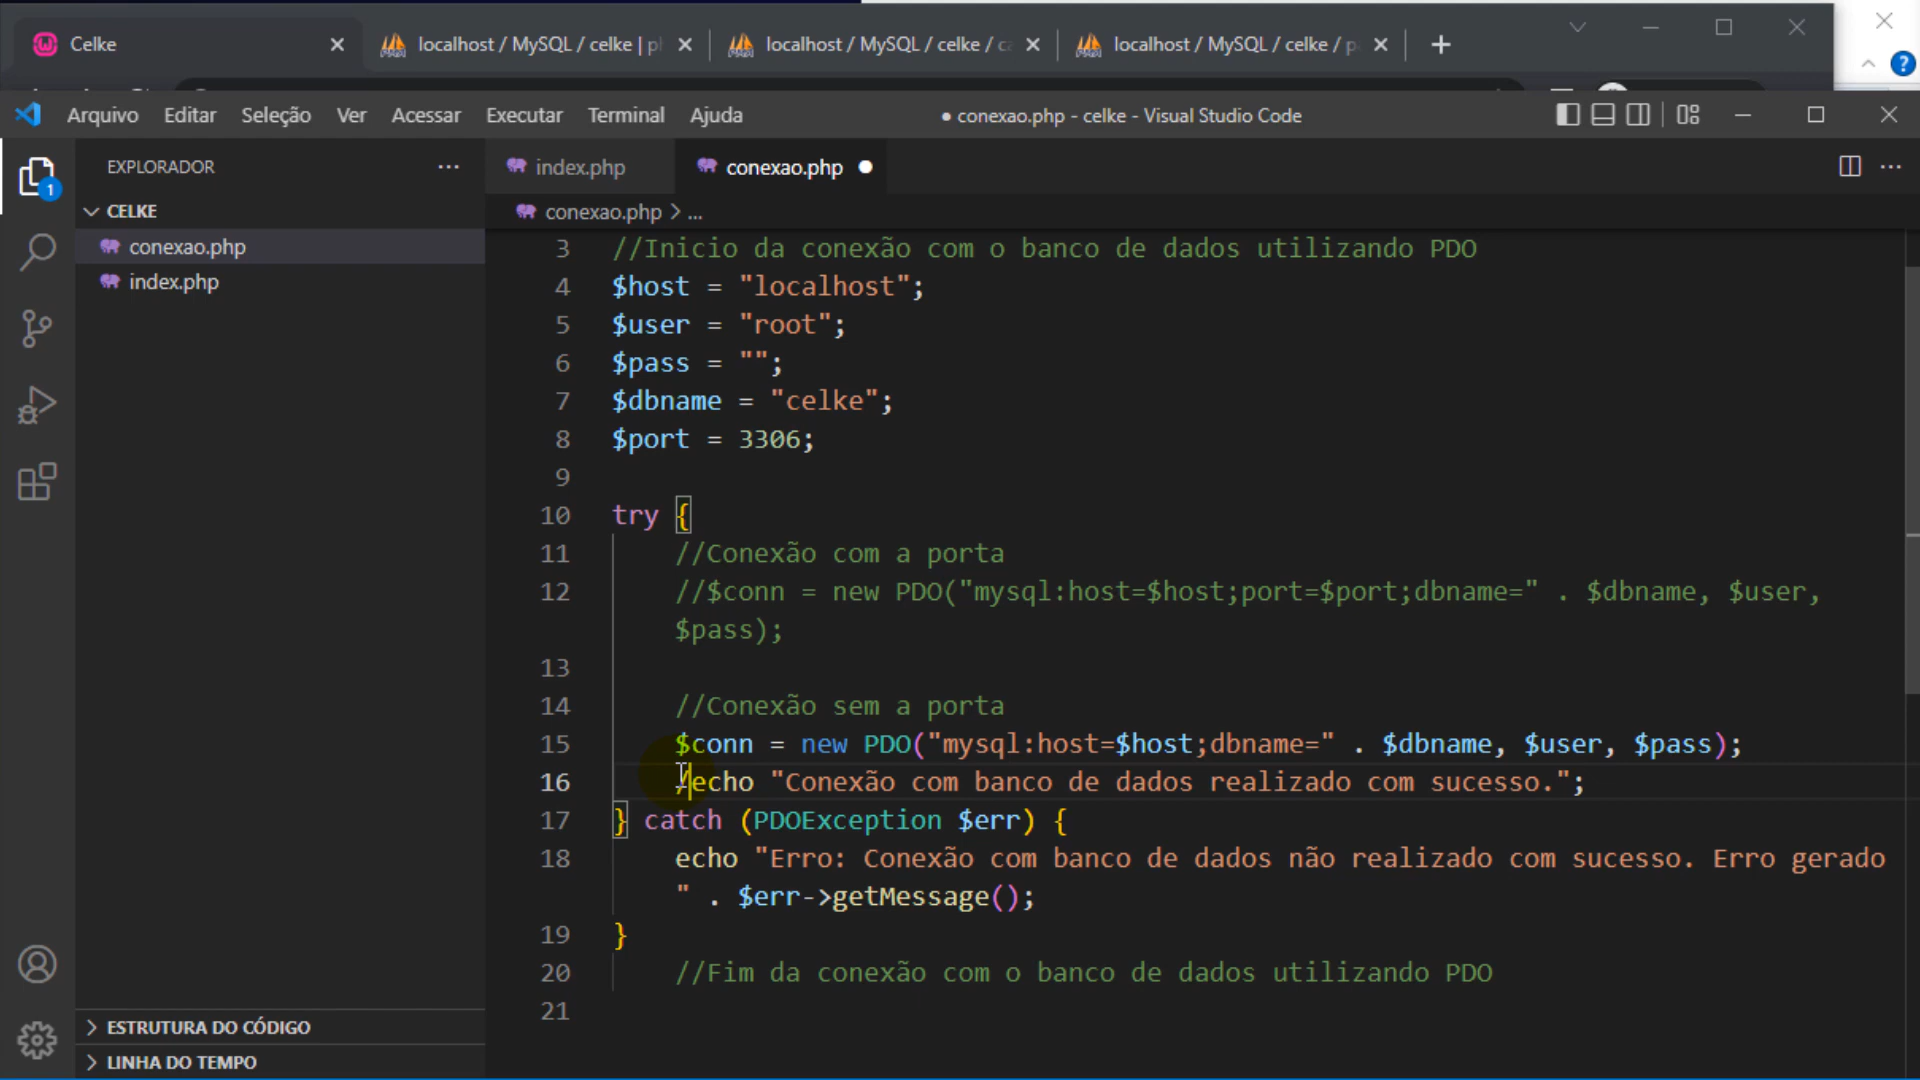 Celke
localhost / MySQL / celke | p
localhost / MySQL / celke / c
localhost / MySQL / celke / p
Arquivo Editar Seleção Ver Acessar Executar Terminal Ajuda
● conexao.php - celke - Visual Studio Code
EXPLORADOR
CELKE
conexao.php
index.php
ESTRUTURA DO CÓDIGO
LINHA DO TEMPO
1
index.php
conexao.php
conexao.php > ...
3 //Inicio da conexão com o banco de dados utilizando PDO
4 $host = "localhost";
5 $user = "root";
6 $pass = "";
7 $dbname = "celke";
8 $port = 3306;
9
10 try {
11 //Conexão com a porta
12 //$conn = new PDO("mysql:host=$host;port=$port;dbname=" . $dbname, $user,
$pass);
13
14 //Conexão sem a porta
15 $conn = new PDO("mysql:host=$host;dbname=" . $dbname, $user, $pass);
16 /echo "Conexão com banco de dados realizado com sucesso.";
17 } catch (PDOException $err) {
18 echo "Erro: Conexão com banco de dados não realizado com sucesso. Erro gerado
" . $err->getMessage();
19 }
20 //Fim da conexão com o banco de dados utilizando PDO
21